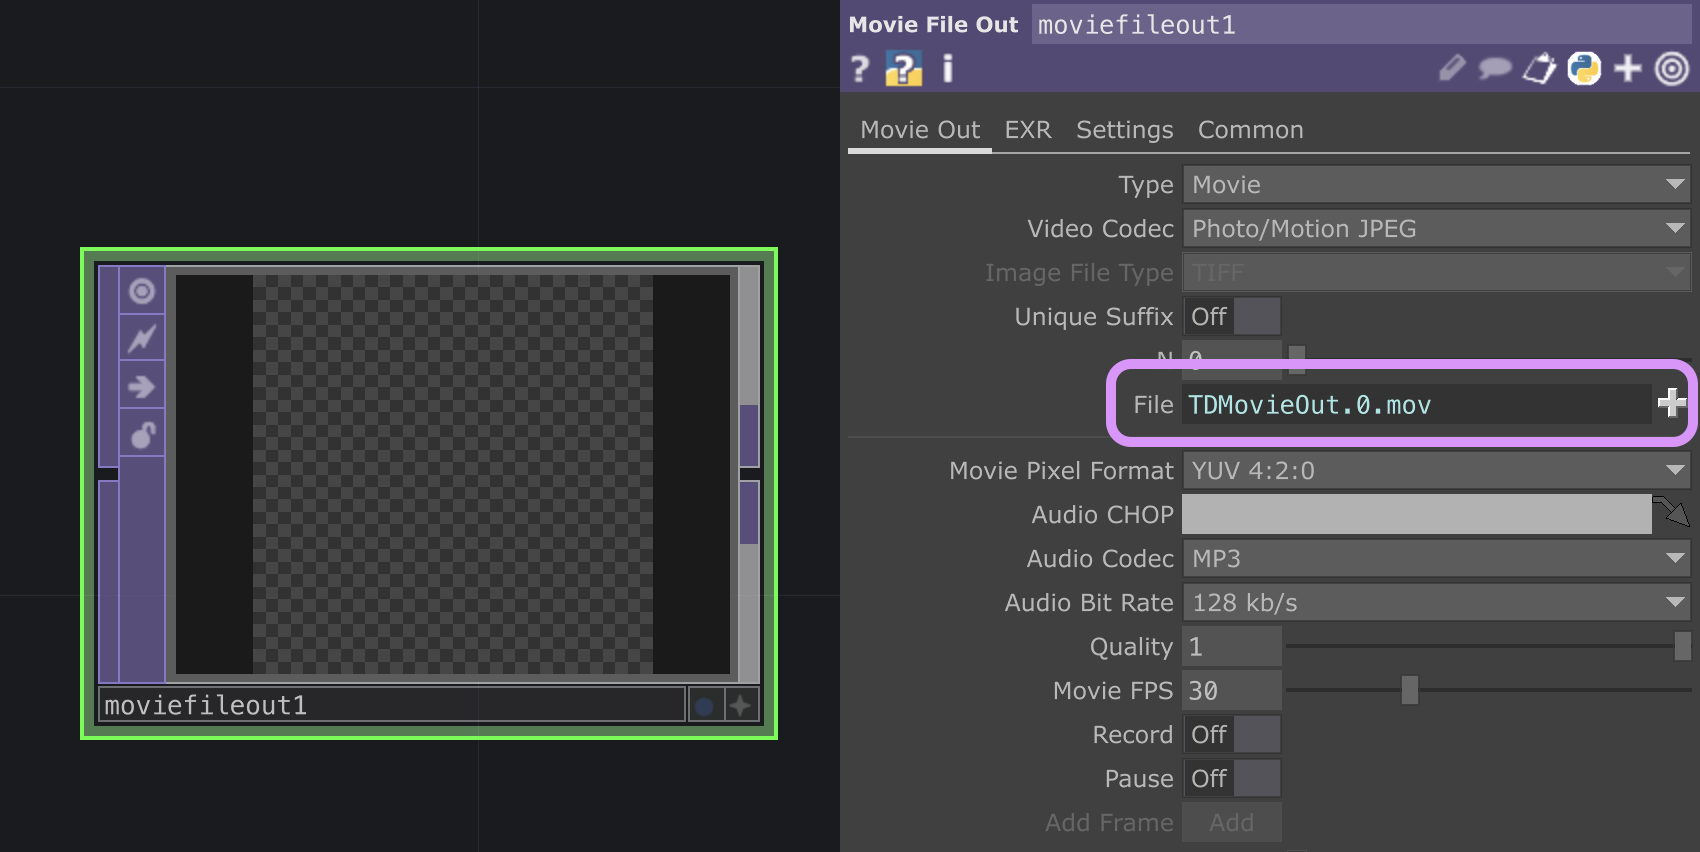 Movie File Out moviefileout1
? ? i
Movie Out EXR Settings Common
Type Movie
Video Codec Photo/Motion JPEG
Image File Type TIFF
Unique Suffix Off
N 0
File TDMovieOut.0.mov
Movie Pixel Format YUV 4:2:0
Audio CHOP
Audio Codec MP3
Audio Bit Rate 128 kb/s
Quality 1
Movie FPS 30
Record Off
Pause Off
Add Frame Add
moviefileout1